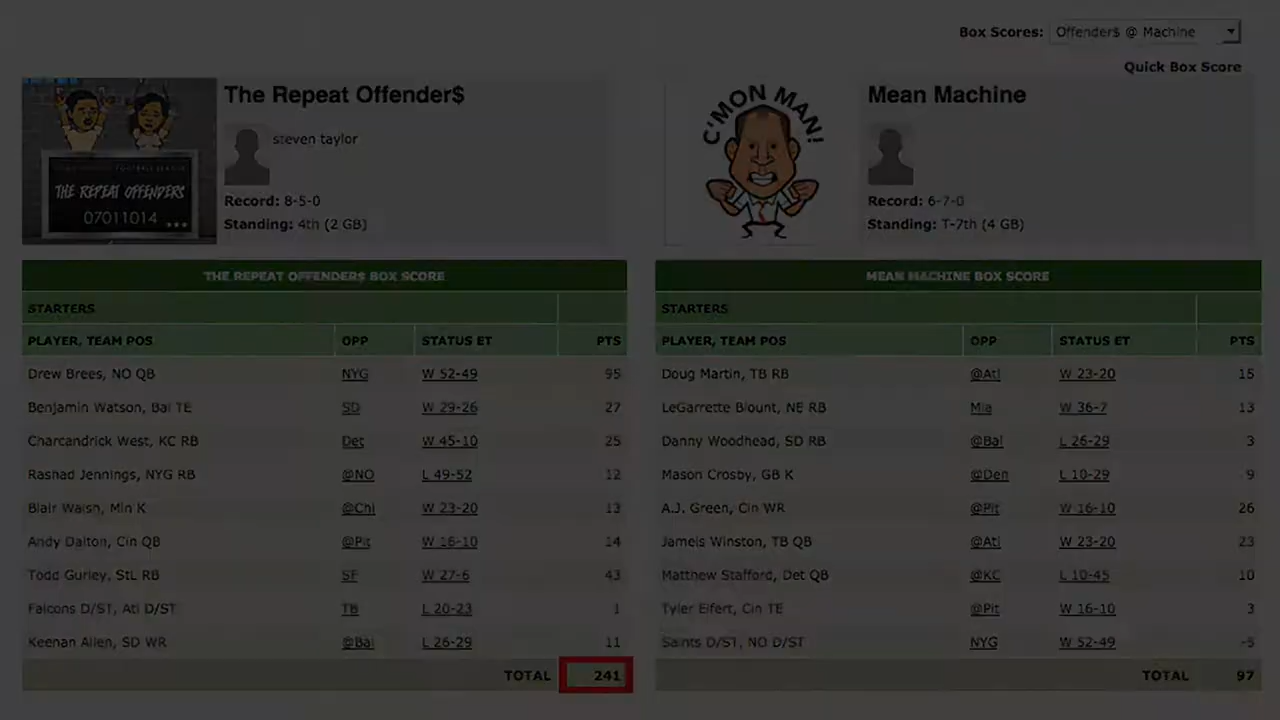 Box Scores: Offender$ @ Machine
Quick Box Score
The Repeat Offender$
steven taylor
THE REPEAT OFFENDERS
07011014
Record: 8-5-0
Standing: 4th (2 GB)
C'MON MAN!
Mean Machine
Record: 6-7-0
Standing: T-7th (4 GB)
THE REPEAT OFFENDER$ BOX SCORE
STARTERS
PLAYER, TEAM POS OPP STATUS ET PTS
Drew Brees, NO QB NYG W 52-49 95
Benjamin Watson, Bal TE SD W 29-26 27
Charcandrick West, KC RB Det W 45-10 25
Rashad Jennings, NYG RB @NO L 49-52 12
Blair Walsh, Min K @Chi W 23-20 13
Andy Dalton, Cin QB @Pit W 16-10 14
Todd Gurley, StL RB SF W 27-6 43
Falcons D/ST, Atl D/ST TB L 20-23 1
Keenan Allen, SD WR @Bal L 26-29 11
TOTAL 241
MEAN MACHINE BOX SCORE
STARTERS
PLAYER, TEAM POS OPP STATUS ET PTS
Doug Martin, TB RB @Atl W 23-20 15
LeGarrette Blount, NE RB Mia W 36-7 13
Danny Woodhead, SD RB @Bal L 26-29 3
Mason Crosby, GB K @Den L 10-29 9
A.J. Green, Cin WR @Pit W 16-10 26
Jameis Winston, TB QB @Atl W 23-20 23
Matthew Stafford, Det QB @KC L 10-45 10
Tyler Eifert, Cin TE @Pit W 16-10 3
Saints D/ST, NO D/ST NYG W 52-49 -5
TOTAL 97